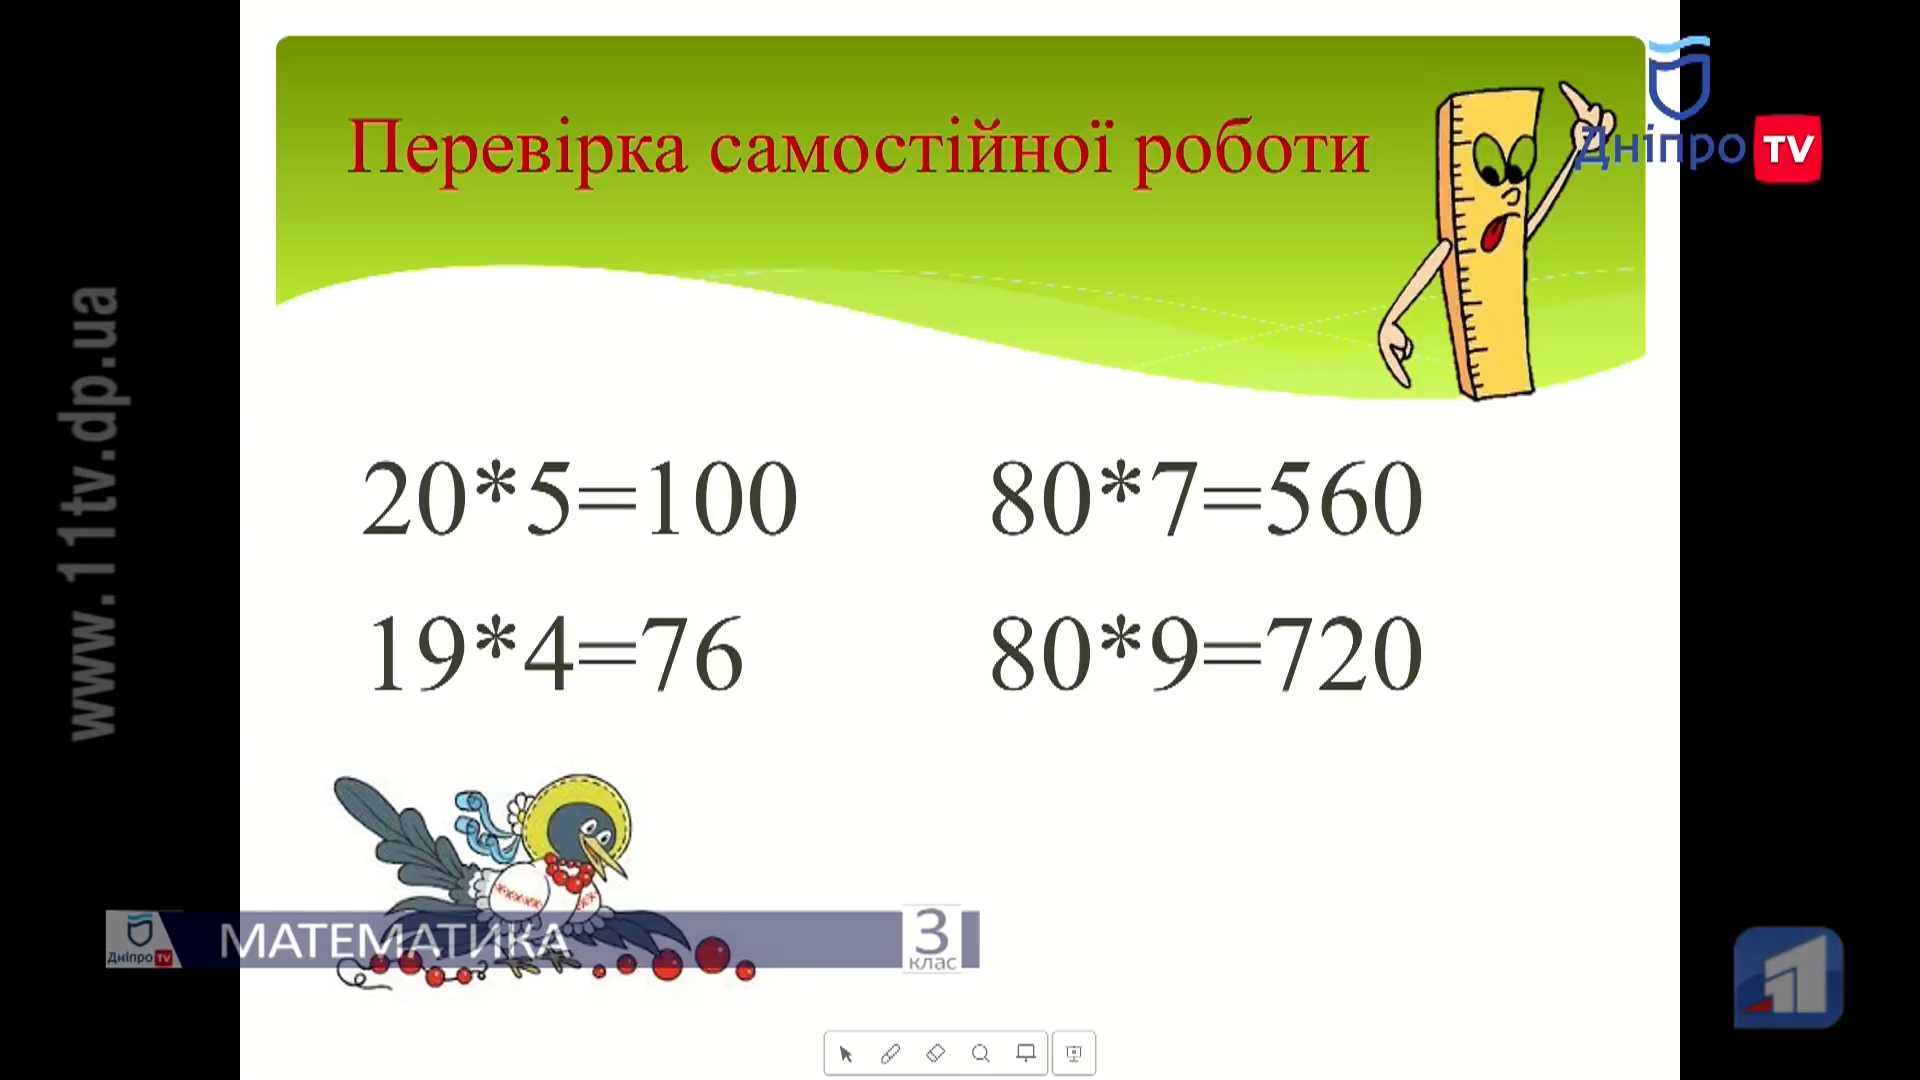 Перевірка самостійної роботи
Дніпро TV
www.11tv.dp.ua
20*5=100
80*7=560
19*4=76
80*9=720
Дніпро TV
МАТЕМАТИКА
3
клас
11